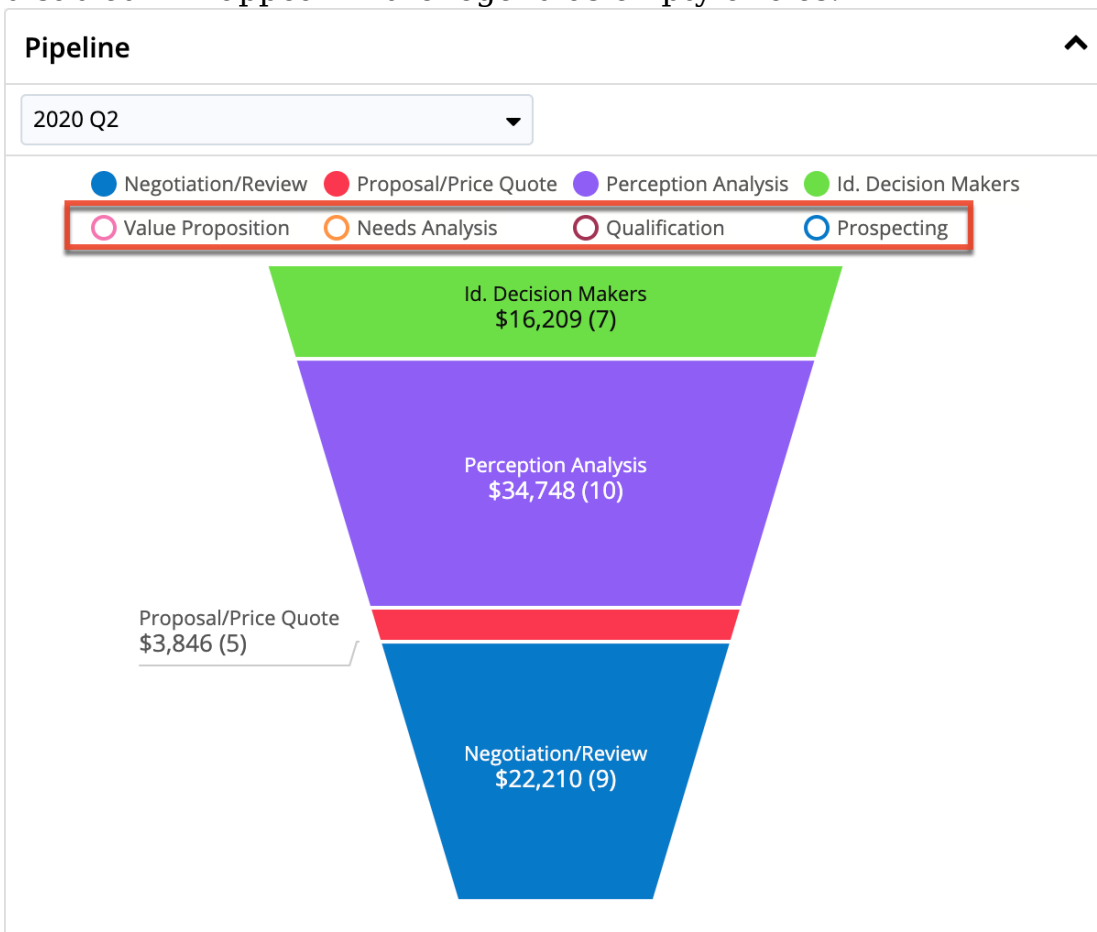 Pipeline
2020 Q2
Negotiation/Review Proposal/Price Quote Perception Analysis Id. Decision Makers
Value Proposition Needs Analysis Qualification Prospecting
Id. Decision Makers
$16,209 (7)
Perception Analysis
$34,748 (10)
Proposal/Price Quote
$3,846 (5)
Negotiation/Review
$22,210 (9)